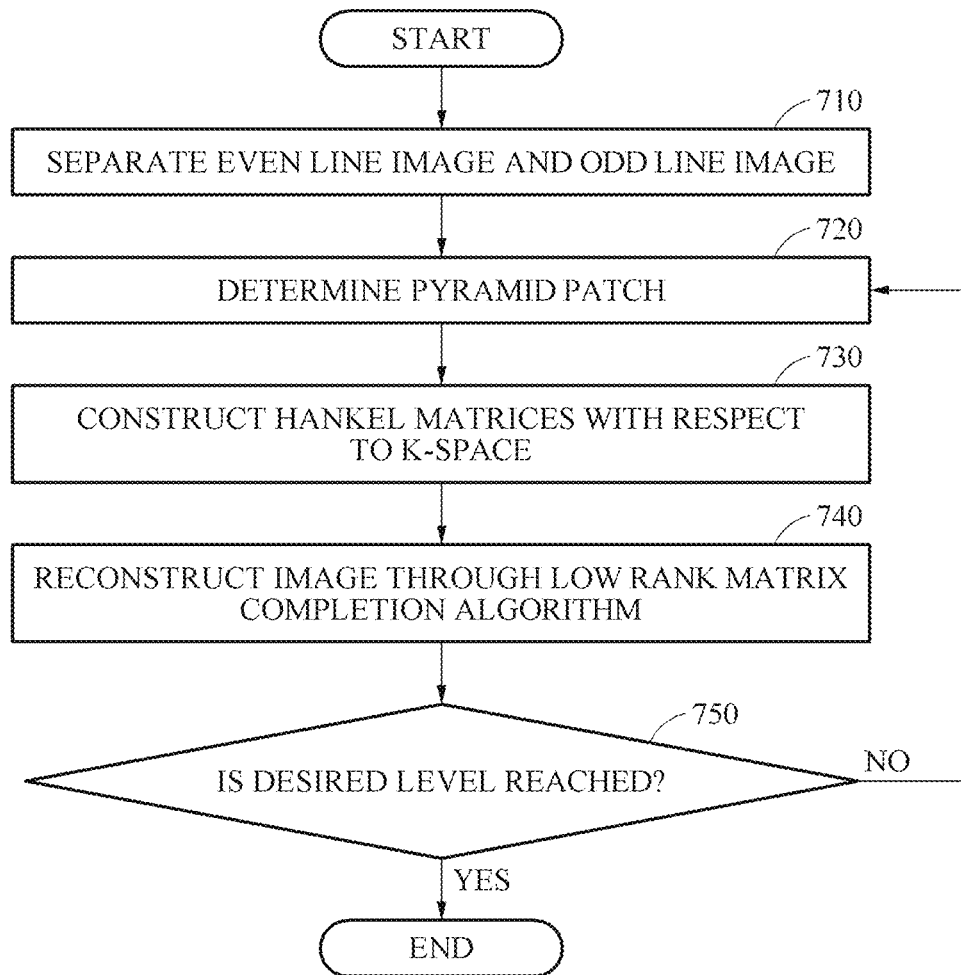 START
710
SEPARATE EVEN LINE IMAGE AND ODD LINE IMAGE
720
DETERMINE PYRAMID PATCH
730
CONSTRUCT HANKEL MATRICES WITH RESPECT
TO K-SPACE
740
RECONSTRUCT IMAGE THROUGH LOW RANK MATRIX
COMPLETION ALGORITHM
750
IS DESIRED LEVEL REACHED?
NO
YES
END